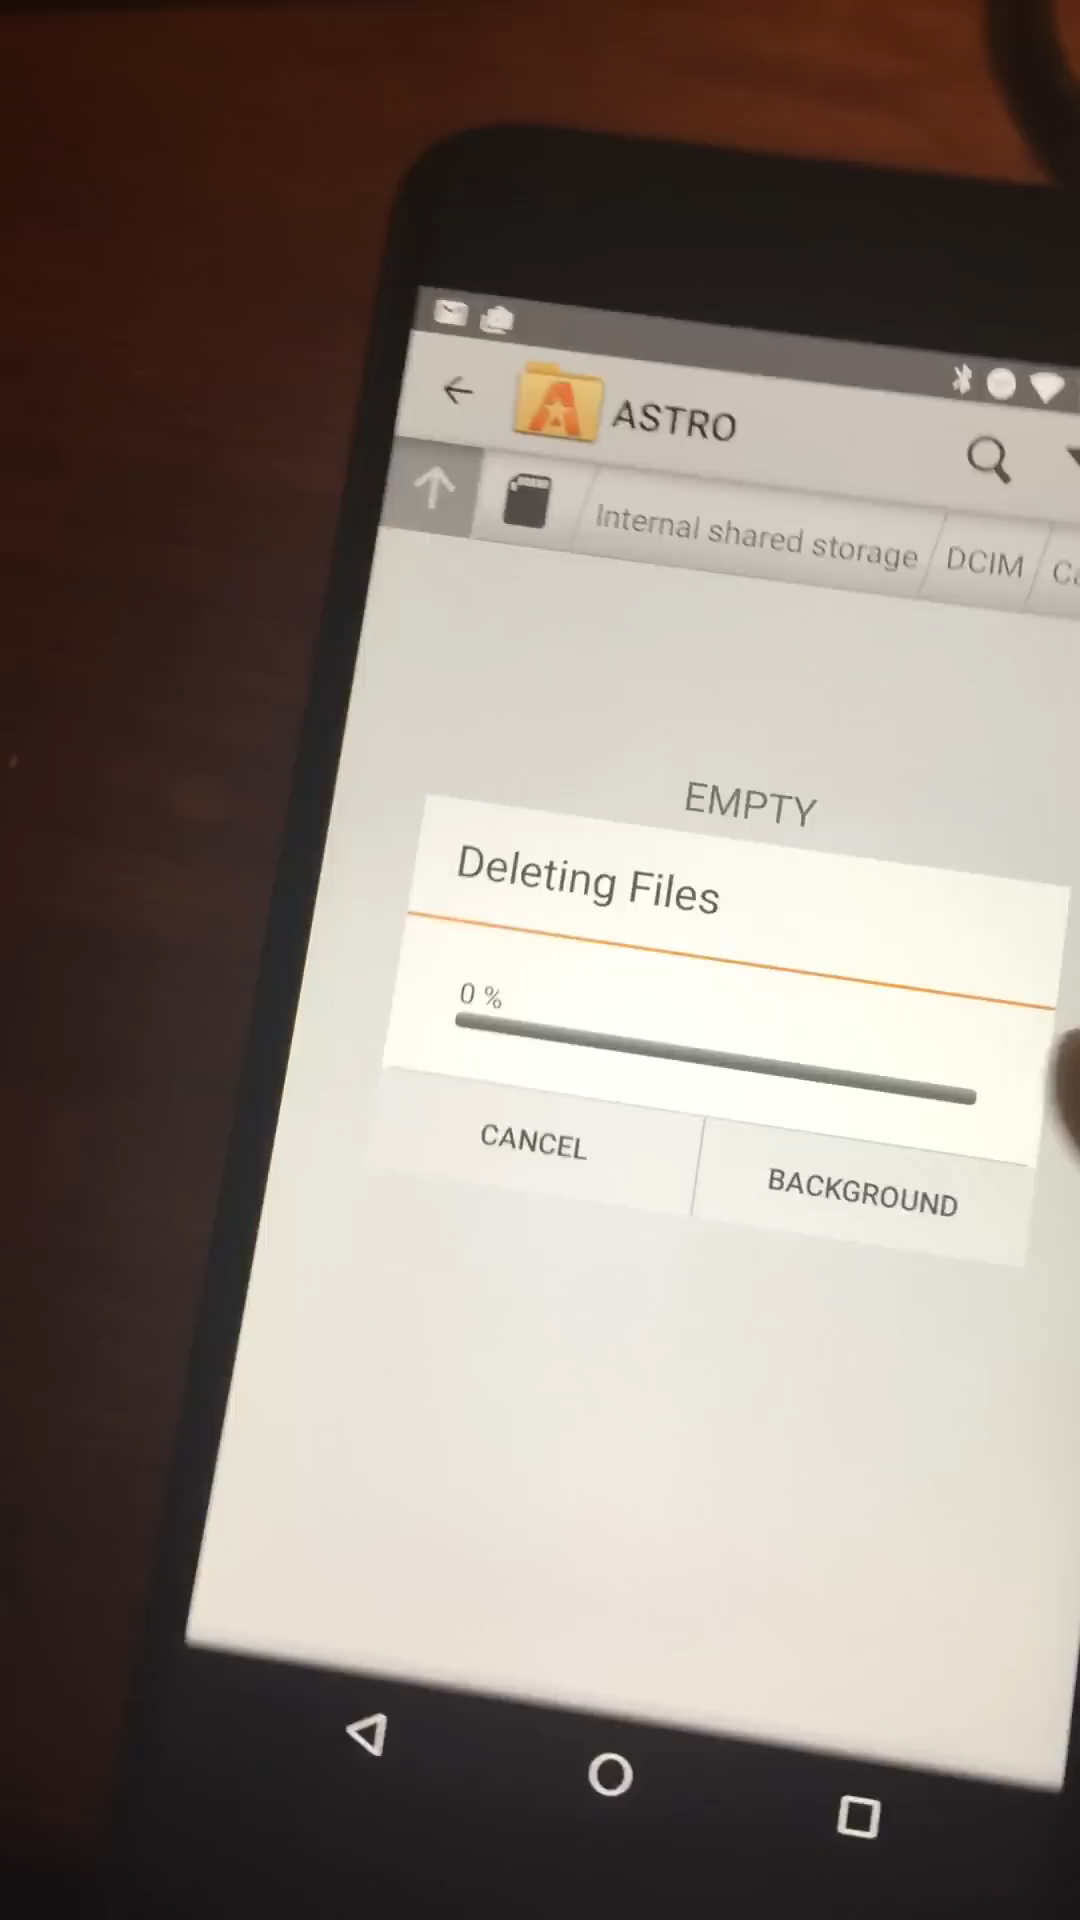 ASTRO
Internal shared storage
DCIM
EMPTY
Deleting Files
0 %
CANCEL
BACKGROUND